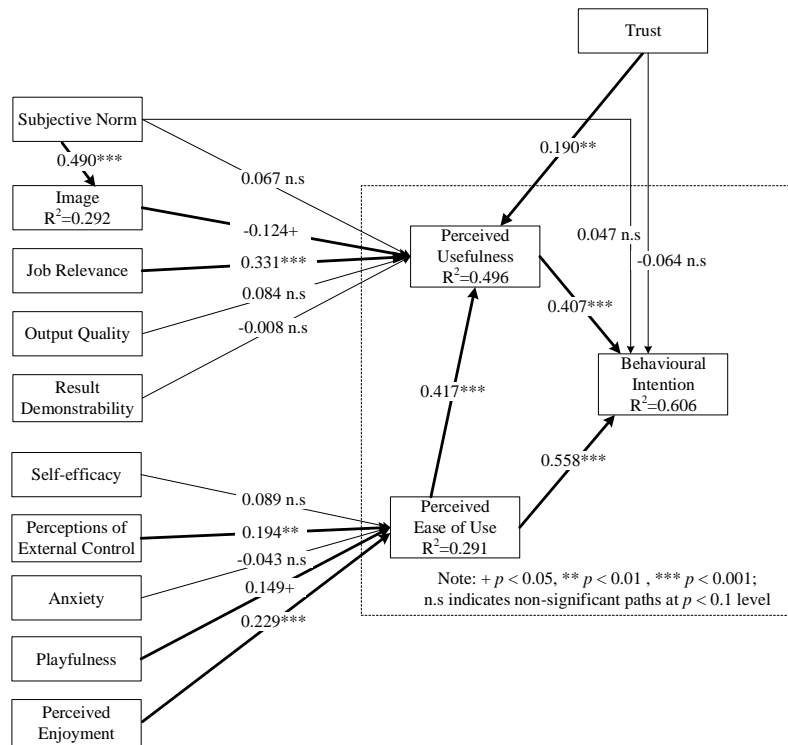 Trust
Subjective Norm
0.490***
0.190**
Image
R²=0.292
0.067 n.s
-0.124+
Perceived
Usefulness
R²=0.496
0.047 n.s
-0.064 n.s
Job Relevance
0.331***
0.084 n.s
-0.008 n.s
0.407***
Output Quality
Behavioural
Intention
R²=0.606
Result
Demonstrability
0.417***
0.558***
Self-efficacy
0.089 n.s
Perceived
Ease of Use
R²=0.291
Perceptions of
External Control
0.194**
-0.043 n.s
Anxiety
0.149+
0.229***
Note: + p < 0.05, ** p < 0.01 , *** p < 0.001;
n.s indicates non-significant paths at p < 0.1 level
Playfulness
Perceived
Enjoyment